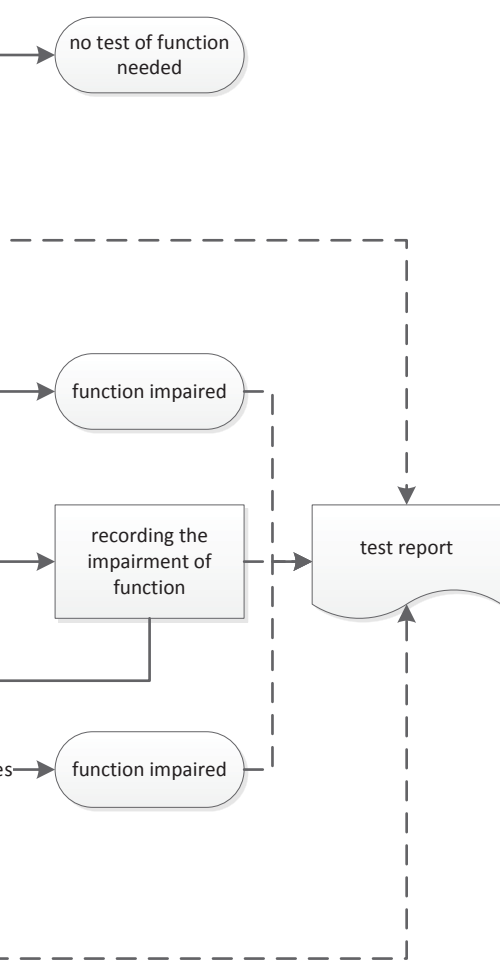 no test of function
needed
function impaired
recording the
impairment of
function
test report
es
function impaired